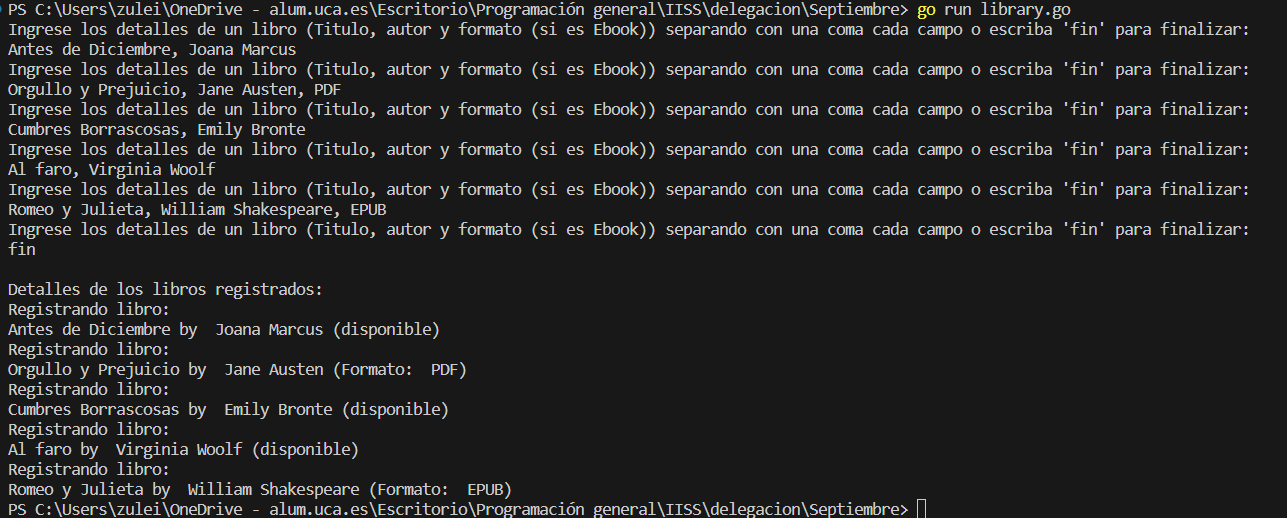 PS C:\Users\zulei\OneDrive - alum.uca.es\Escritorio\Programación general\IISS\delegacion\Septiembre> go run library.go
Ingrese los detalles de un libro (Titulo, autor y formato (si es Ebook)) separando con una coma cada campo o escriba 'fin' para finalizar:
Antes de Diciembre, Joana Marcus
Ingrese los detalles de un libro (Titulo, autor y formato (si es Ebook)) separando con una coma cada campo o escriba 'fin' para finalizar:
Orgullo y Prejuicio, Jane Austen, PDF
Ingrese los detalles de un libro (Titulo, autor y formato (si es Ebook)) separando con una coma cada campo o escriba 'fin' para finalizar:
Cumbres Borrascosas, Emily Bronte
Ingrese los detalles de un libro (Titulo, autor y formato (si es Ebook)) separando con una coma cada campo o escriba 'fin' para finalizar:
Al faro, Virginia Woolf
Ingrese los detalles de un libro (Titulo, autor y formato (si es Ebook)) separando con una coma cada campo o escriba 'fin' para finalizar:
Romeo y Julieta, William Shakespeare, EPUB
Ingrese los detalles de un libro (Titulo, autor y formato (si es Ebook)) separando con una coma cada campo o escriba 'fin' para finalizar:
fin

Detalles de los libros registrados:
Registrando libro:
Antes de Diciembre by  Joana Marcus (disponible)
Registrando libro:
Orgullo y Prejuicio by  Jane Austen (Formato:  PDF)
Registrando libro:
Cumbres Borrascosas by  Emily Bronte (disponible)
Registrando libro:
Al faro by  Virginia Woolf (disponible)
Registrando libro:
Romeo y Julieta by  William Shakespeare (Formato:  EPUB)
PS C:\Users\zulei\OneDrive - alum.uca.es\Escritorio\Programación general\IISS\delegacion\Septiembre>